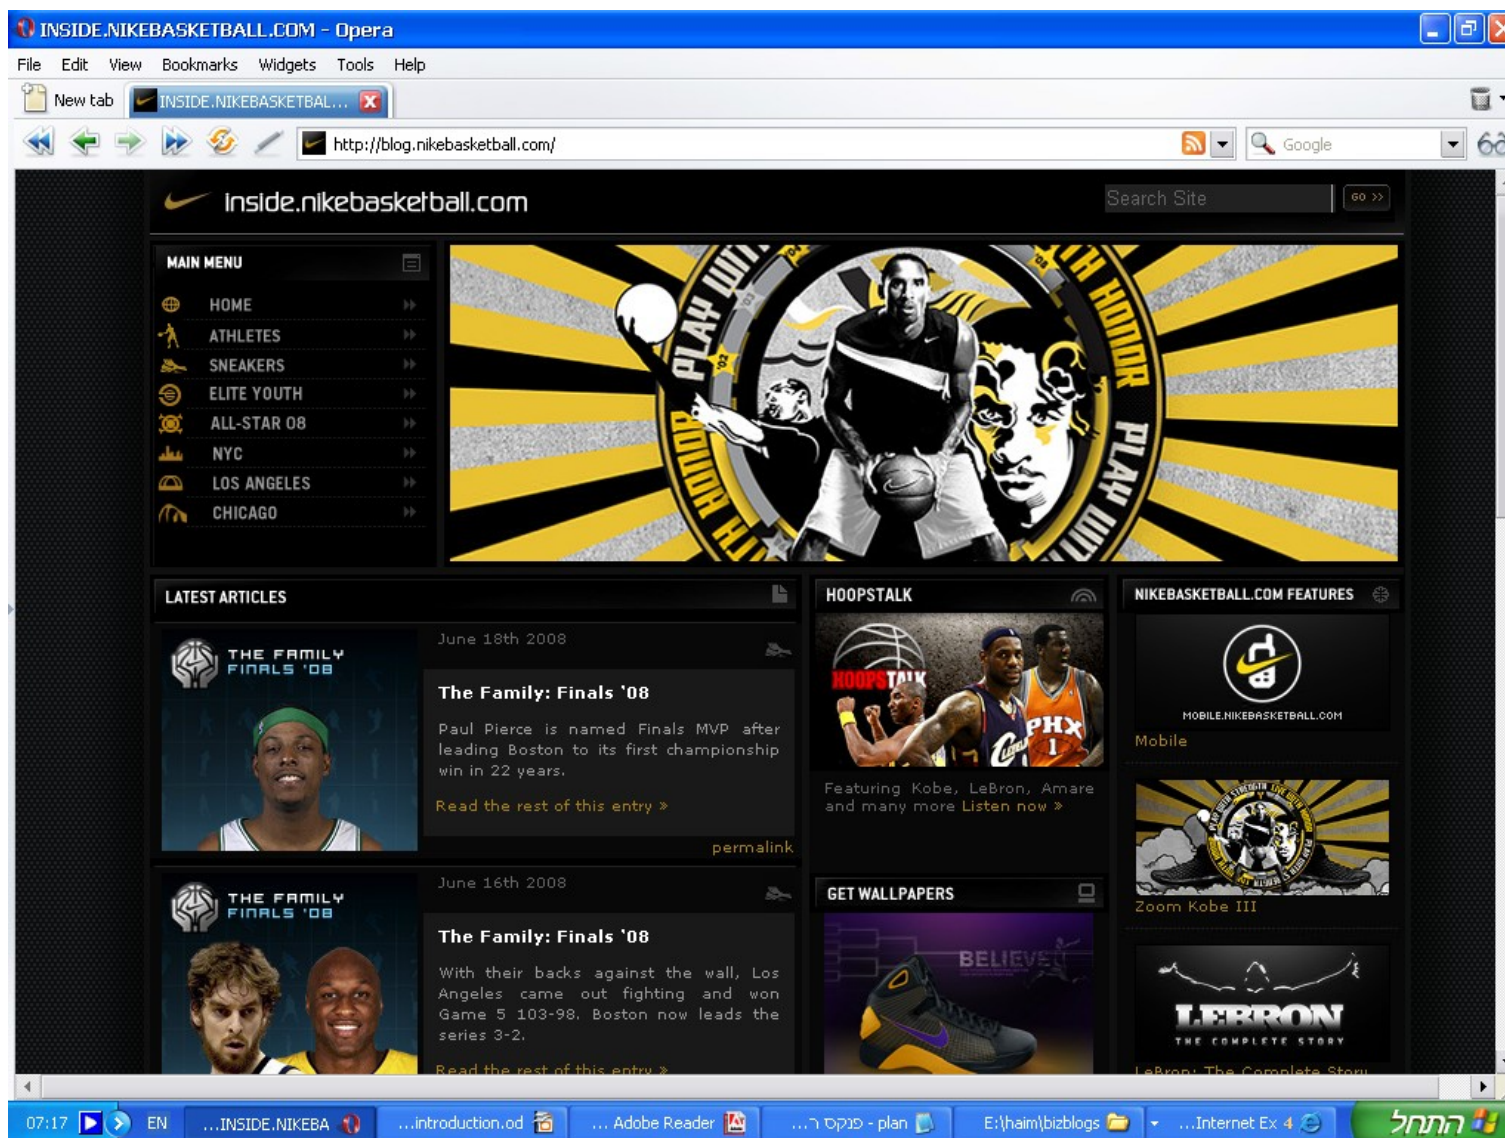 INSIDE.NIKEBASKETBALL.COM - Opera
File Edit View Bookmarks Widgets Tools Help
New tab INSIDE.NIKEBASKETBAL...
http://blog.nikebasketball.com/ Google
inside.nikebasketball.com Search Site GO >>
MAIN MENU
HOME
ATHLETES
SNEAKERS
ELITE YOUTH
ALL-STAR 08
NYC
LOS ANGELES
CHICAGO
PLAY WITH HONOR
PLAY WITH HONOR
'02 '03 '08
LATEST ARTICLES
THE FAMILY
FINALS '08
June 18th 2008
The Family: Finals '08
Paul Pierce is named Finals MVP after
leading Boston to its first championship
win in 22 years.
Read the rest of this entry »
permalink
THE FAMILY
FINALS '08
June 16th 2008
The Family: Finals '08
With their backs against the wall, Los
Angeles came out fighting and won
Game 5 103-98. Boston now leads the
series 3-2.
Read the rest of this entry »
HOOPSTALK
HOOPSTALK
PHX
1
Featuring Kobe, LeBron, Amare
and many more Listen now »
GET WALLPAPERS
BELIEVE
NIKEBASKETBALL.COM FEATURES
MOBILE.NIKEBASKETBALL.COM
Mobile
Zoom Kobe III
LEBRON
THE COMPLETE STORY
LeBron: The Complete Story
07:17 EN ...INSIDE.NIKEBA ...introduction.od ... Adobe Reader ...פנקס ר - plan E:\haim\bizblogs ...Internet Ex 4 התחל